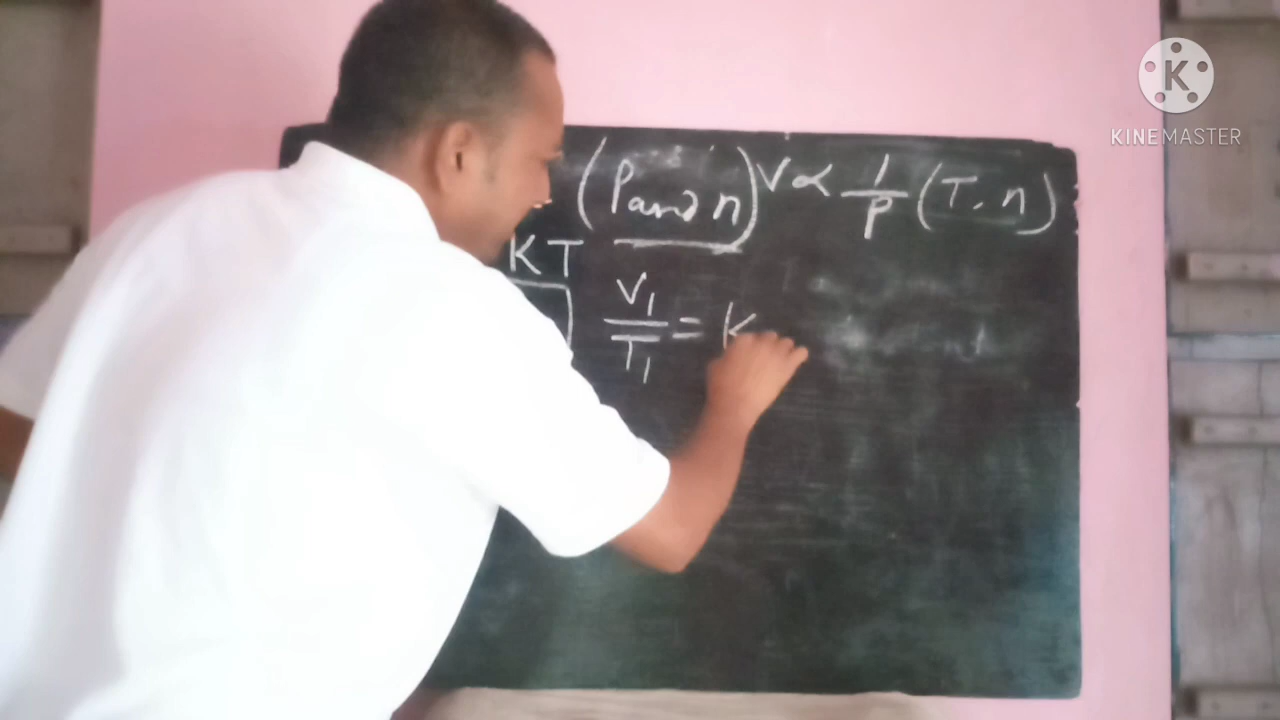 (P and n) V ∝ 1/P (T, n)
KT
V1/T1 = K
K
KINEMASTER